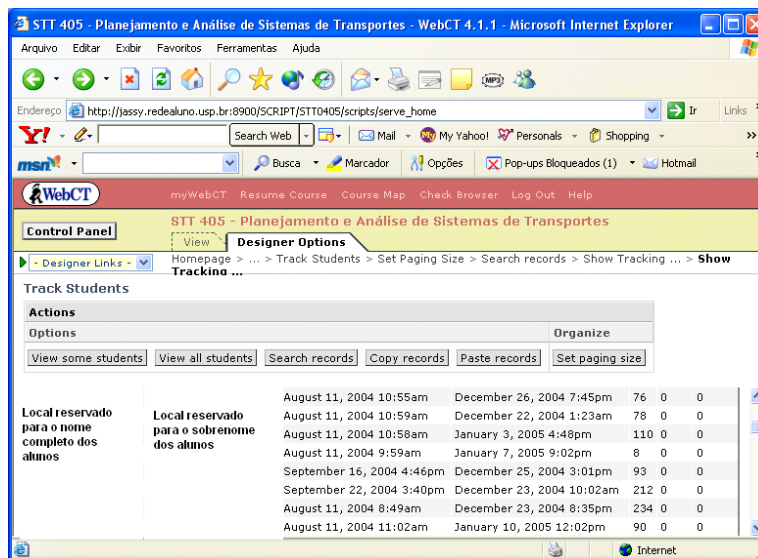 STT 405 - Planejamento e Análise de Sistemas de Transportes - WebCT 4.1.1 - Microsoft Internet Explorer
Arquivo Editar Exibir Favoritos Ferramentas Ajuda
MP3
Endereço http://jassy.redealuno.usp.br:8900/SCRIPT/STT0405/scripts/serve_home Ir Links »
Y! Search Web Mail My Yahoo! Personals Shopping »
msn Busca Marcador Opções Pop-ups Bloqueados (1) Hotmail
WebCT myWebCT Resume Course Course Map Check Browser Log Out Help
STT 405 - Planejamento e Análise de Sistemas de Transportes
Control Panel View Designer Options
- Designer Links - Homepage > ... > Track Students > Set Paging Size > Search records > Show Tracking ... > Show
Tracking ...
Track Students
Actions
Options Organize
View some students View all students Search records Copy records Paste records Set paging size
Local reservado para o nome completo dos alunos
Local reservado para o sobrenome dos alunos
August 11, 2004 10:55am December 26, 2004 7:45pm 76 0 0
August 11, 2004 10:59am December 22, 2004 1:23am 78 0 0
August 11, 2004 10:58am January 3, 2005 4:48pm 110 0 0
August 11, 2004 9:59am January 7, 2005 9:02pm 8 0 0
September 16, 2004 4:46pm December 25, 2004 3:01pm 93 0 0
September 22, 2004 3:40pm December 23, 2004 10:02am 212 0 0
August 11, 2004 8:49am December 23, 2004 8:35pm 234 0 0
August 11, 2004 11:02am January 10, 2005 12:02pm 90 0 0
Internet